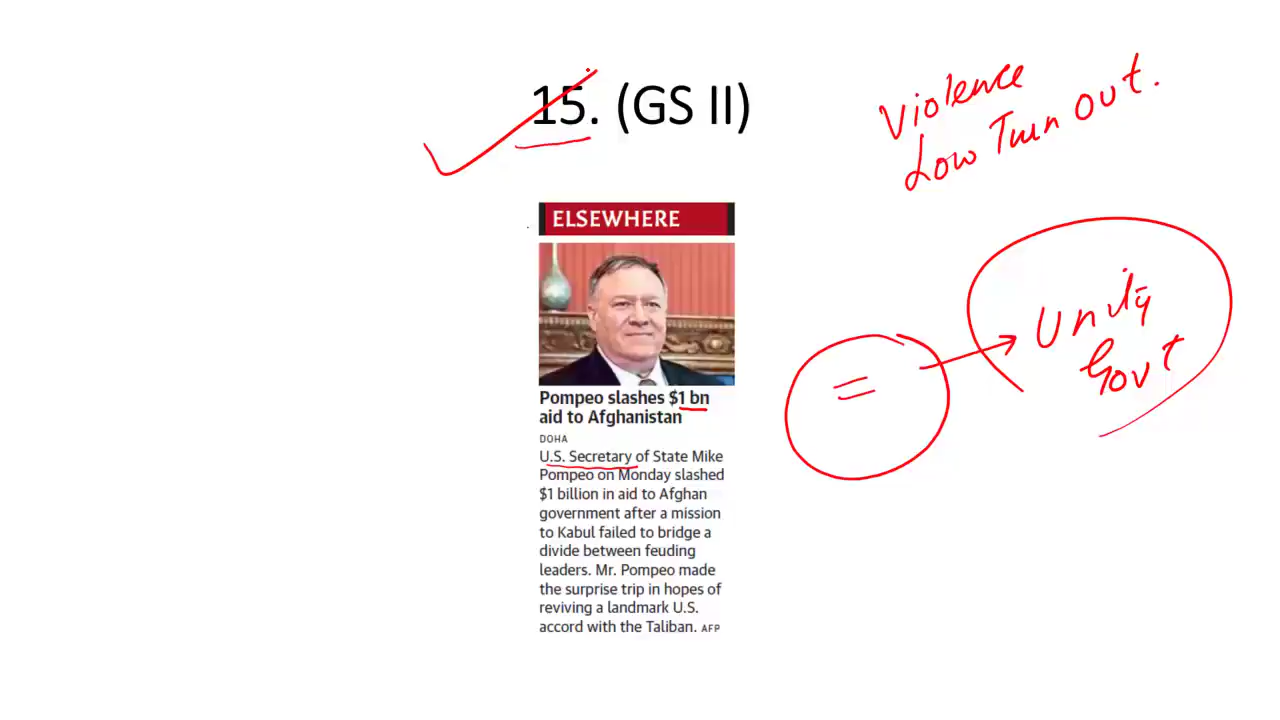 15. (GS II)
Violence
Low Turn Out.
ELSEWHERE
Unity
Govt
=
Pompeo slashes $1 bn
aid to Afghanistan
DOHA
U.S. Secretary of State Mike
Pompeo on Monday slashed
$1 billion in aid to Afghan
government after a mission
to Kabul failed to bridge a
divide between feuding
leaders. Mr. Pompeo made
the surprise trip in hopes of
reviving a landmark U.S.
accord with the Taliban. AFP